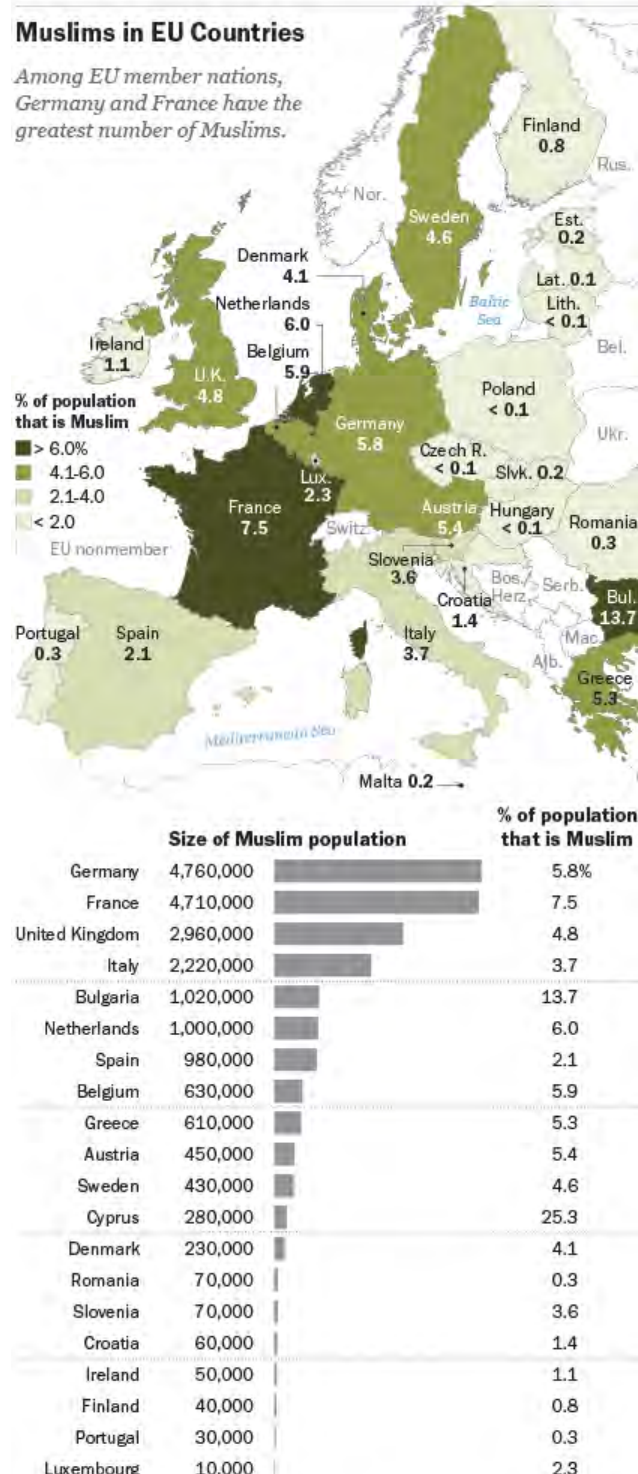 Muslims in EU Countries
Among EU member nations,
Germany and France have the
greatest number of Muslims.
Finland
0.8
Rus.
Nor.
Sweden
4.6
Est.
0.2
Denmark
4.1
Lat. 0.1
Baltic
Sea
Lith.
< 0.1
Netherlands
6.0
Ireland
1.1
Belgium
5.9
Bel.
U.K.
4.8
% of population
that is Muslim
> 6.0%
4.1-6.0
2.1-4.0
< 2.0
EU nonmember
Poland
< 0.1
Germany
5.8
Ukr.
Czech R.
< 0.1
Slvk. 0.2
Lux.
2.3
France
7.5
Austria
5.4
Hungary
< 0.1
Romania
0.3
Switz.
Slovenia
3.6
Croatia
1.4
Bos./
Herz.
Serb.
Bul.
13.7
Portugal
0.3
Spain
2.1
Italy
3.7
Mac.
Alb.
Greece
5.3
Mediterranean Sea
Malta 0.2
Size of Muslim population % of population that is Muslim
Germany 4,760,000 5.8%
France 4,710,000 7.5
United Kingdom 2,960,000 4.8
Italy 2,220,000 3.7
Bulgaria 1,020,000 13.7
Netherlands 1,000,000 6.0
Spain 980,000 2.1
Belgium 630,000 5.9
Greece 610,000 5.3
Austria 450,000 5.4
Sweden 430,000 4.6
Cyprus 280,000 25.3
Denmark 230,000 4.1
Romania 70,000 0.3
Slovenia 70,000 3.6
Croatia 60,000 1.4
Ireland 50,000 1.1
Finland 40,000 0.8
Portugal 30,000 0.3
Luxembourg 10,000 2.3